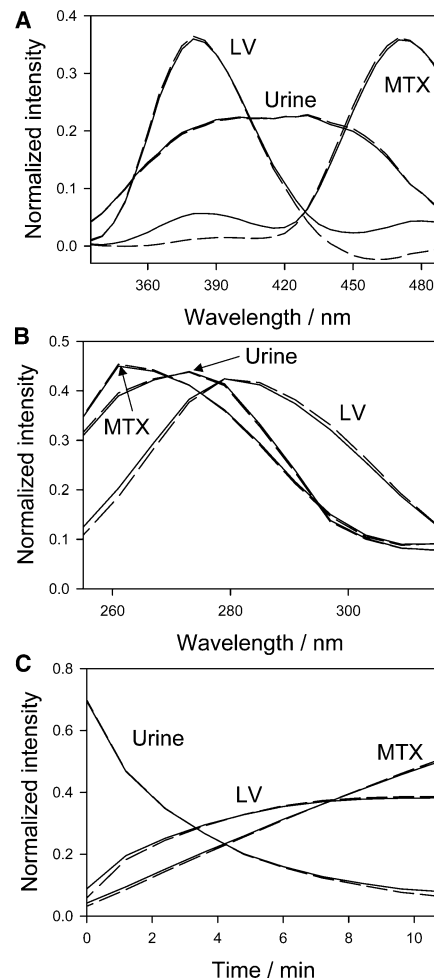 A
Normalized intensity
0.4
0.3
0.2
0.1
0.0
LV
Urine
MTX
360 390 420 450 480
Wavelength / nm
B
Normalized intensity
0.5
0.4
0.3
0.2
0.1
0.0
Urine
MTX
LV
260 280 300
Wavelength / nm
C
Normalized intensity
0.8
0.6
0.4
0.2
0.0
Urine
LV
MTX
0 2 4 6 8 10
Time / min